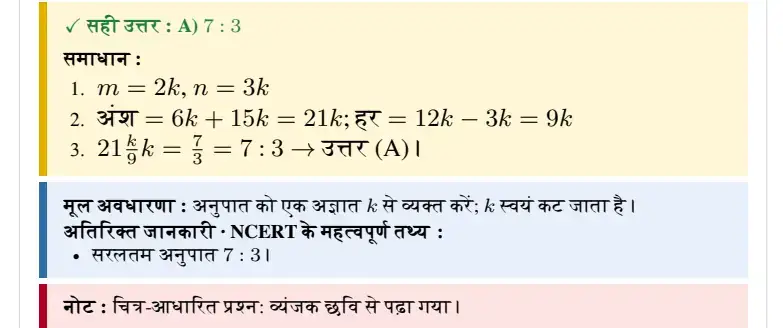 ✓ सही उत्तर : A) 7 : 3
समाधान :
1. m = 2k, n = 3k
2. अंश = 6k + 15k = 21k; हर = 12k − 3k = 9k
3. 21\frac{k}{9}k = \frac{7}{3} = 7 : 3 → उत्तर (A)।
मूल अवधारणा : अनुपात को एक अज्ञात k से व्यक्त करें; k स्वयं कट जाता है।
अतिरिक्त जानकारी · NCERT के महत्वपूर्ण तथ्य :
• सरलतम अनुपात 7 : 3।
नोट : चित्र-आधारित प्रश्नः व्यंजक छवि से पढ़ा गया।